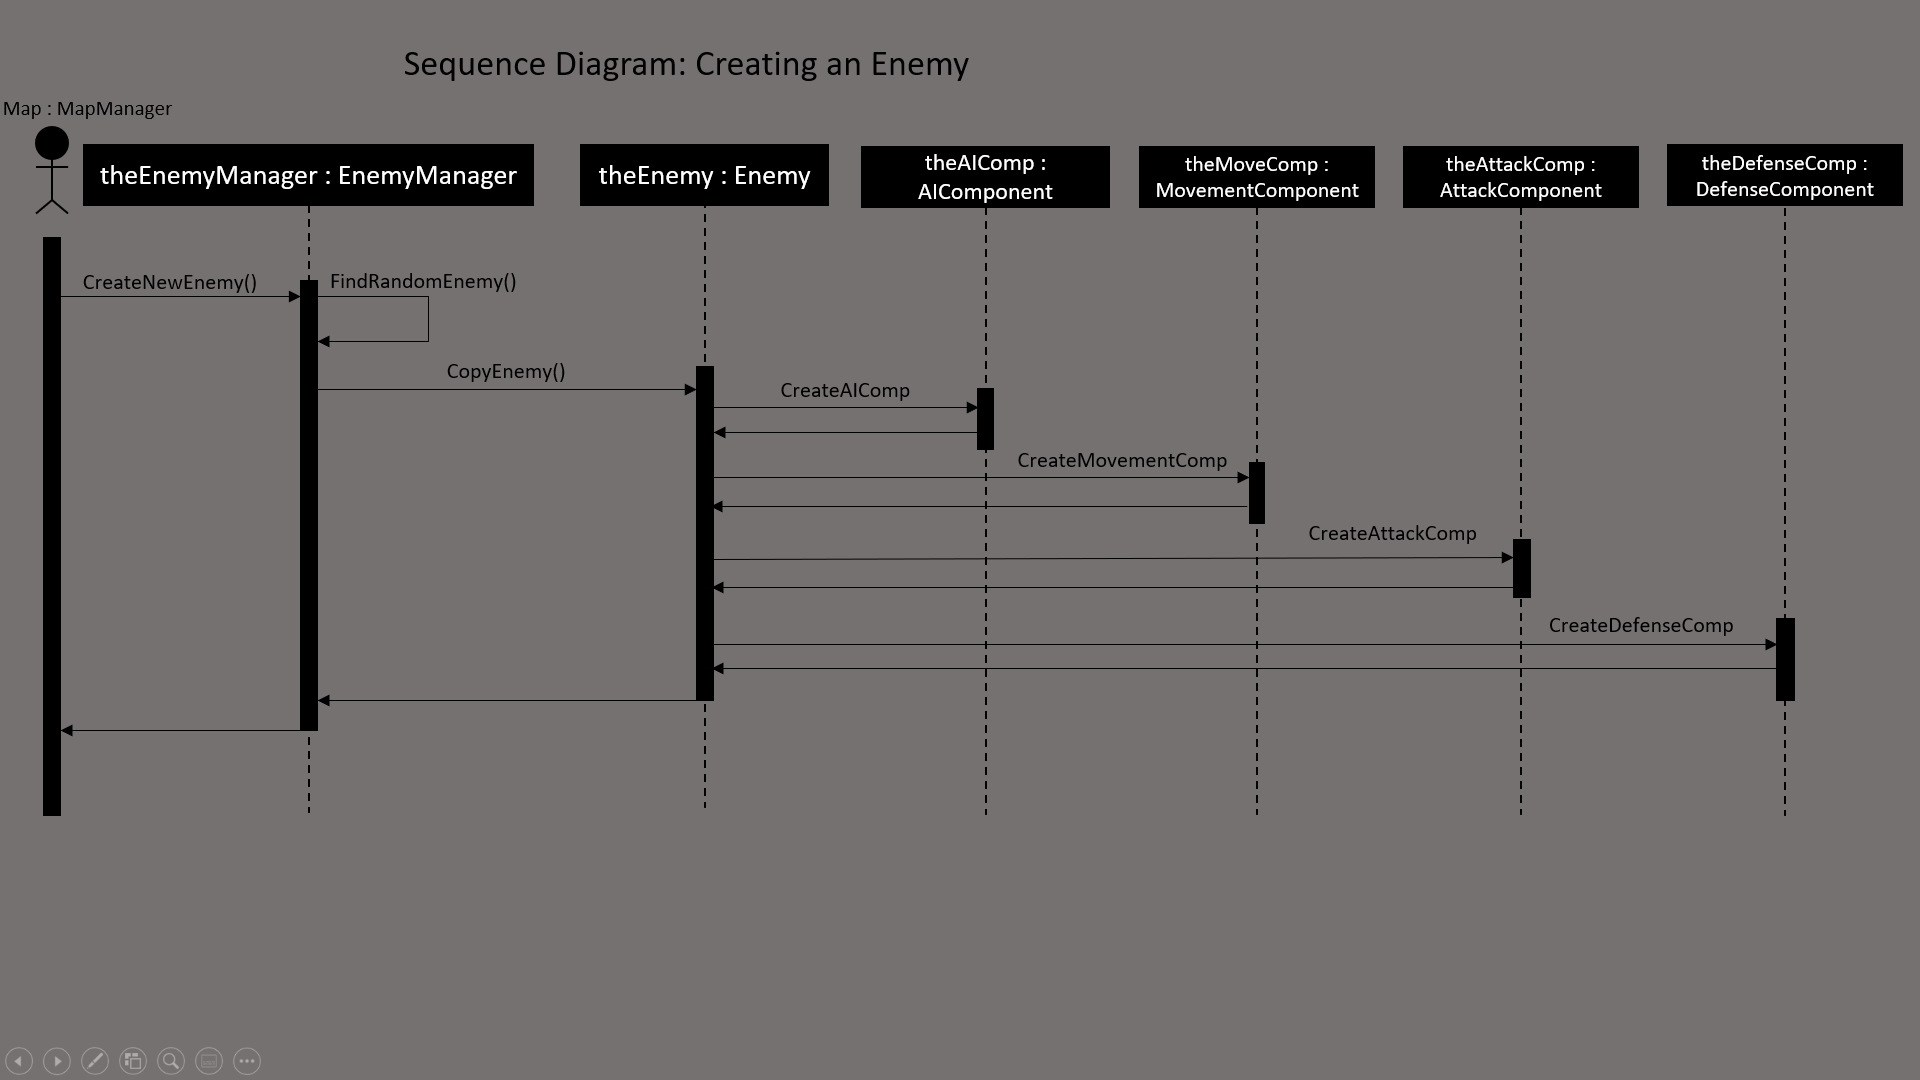 Sequence Diagram: Creating an Enemy
Map : MapManager
theEnemyManager : EnemyManager
theEnemy : Enemy
theAIComp :
AIComponent
theMoveComp :
MovementComponent
theAttackComp :
AttackComponent
theDefenseComp :
DefenseComponent
CreateNewEnemy()
FindRandomEnemy()
CopyEnemy()
CreateAIComp
CreateMovementComp
CreateAttackComp
CreateDefenseComp